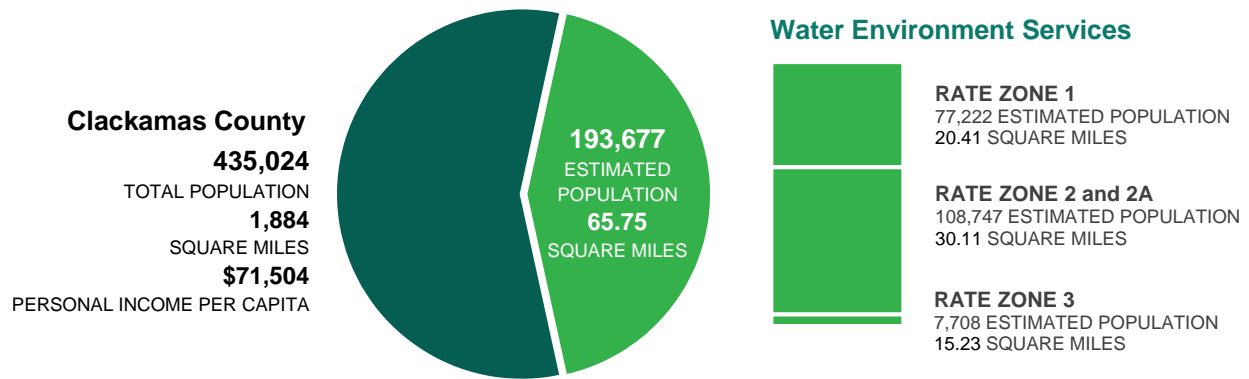 Clackamas County
435,024
TOTAL POPULATION
1,884
SQUARE MILES
$71,504
PERSONAL INCOME PER CAPITA
193,677
ESTIMATED
POPULATION
65.75
SQUARE MILES
Water Environment Services
RATE ZONE 1
77,222 ESTIMATED POPULATION
20.41 SQUARE MILES
RATE ZONE 2 and 2A
108,747 ESTIMATED POPULATION
30.11 SQUARE MILES
RATE ZONE 3
7,708 ESTIMATED POPULATION
15.23 SQUARE MILES